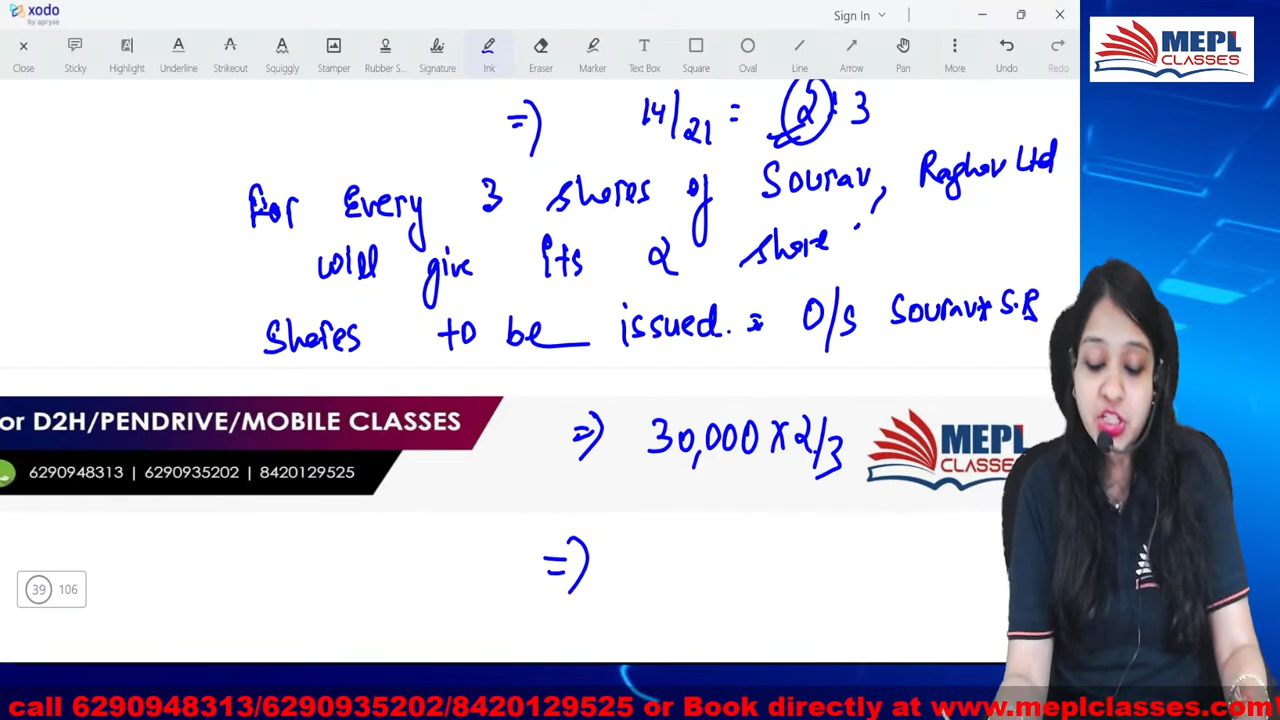 xodo
by apryse
Sign In
Close Sticky Highlight Underline Strikeout Squiggly Stamper Rubber Signature Ink Eraser Marker Text Box Square Oval Line Arrow Pan More Undo Redo
MEPL
CLASSES
=) 14/21 = 2 : 3
For Every 3 shares of Sourav, Raghav Ltd
will give its 2 share
Shares to be issued. = O/s Sourav * S.R
or D2H/PENDRIVE/MOBILE CLASSES
=) 30,000 x 2/3
MEPL
CLASSES
6290948313 | 6290935202 | 8420129525
=)
39 106
call 6290948313/6290935202/8420129525 or Book directly at www.meplclasses.com